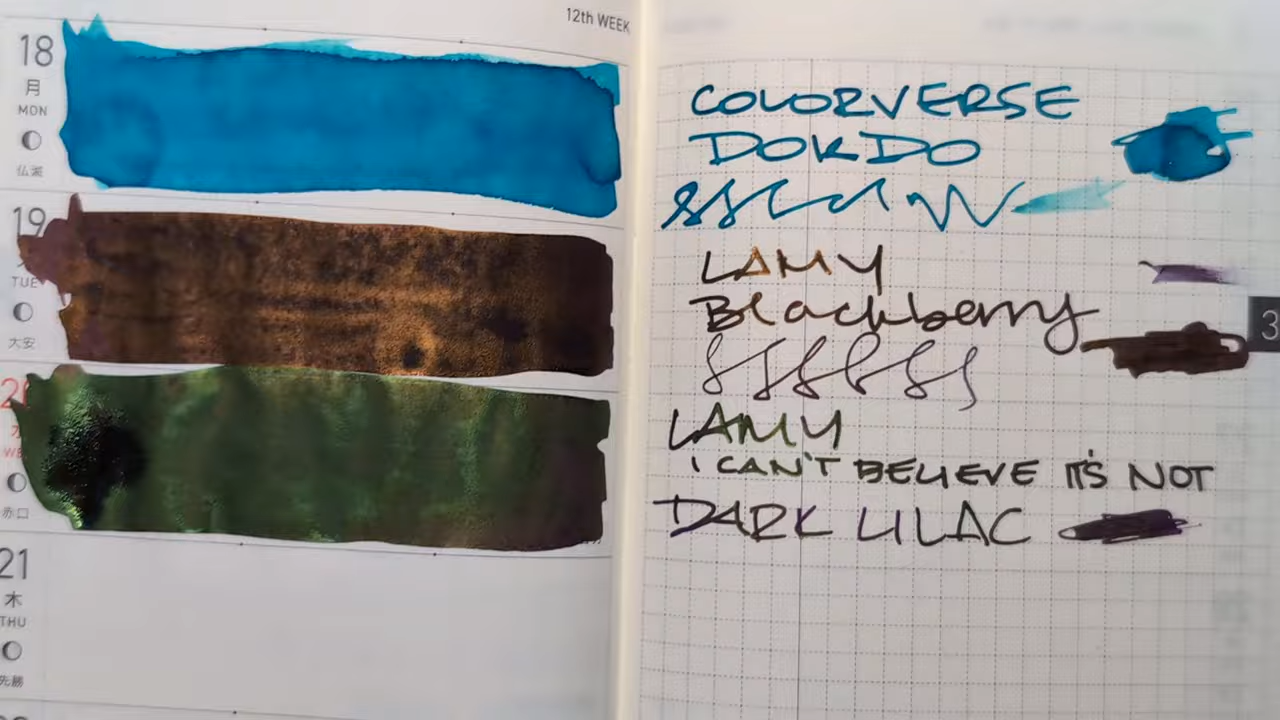 12th WEEK
18
月
MON
仏滅
19
TUE
大安
20
赤口
21
木
THU
先勝
COLORVERSE
DOKDO
LAMY
Blackberry
3
LAMY
I CAN'T BELIEVE IT'S NOT
DARK LILAC